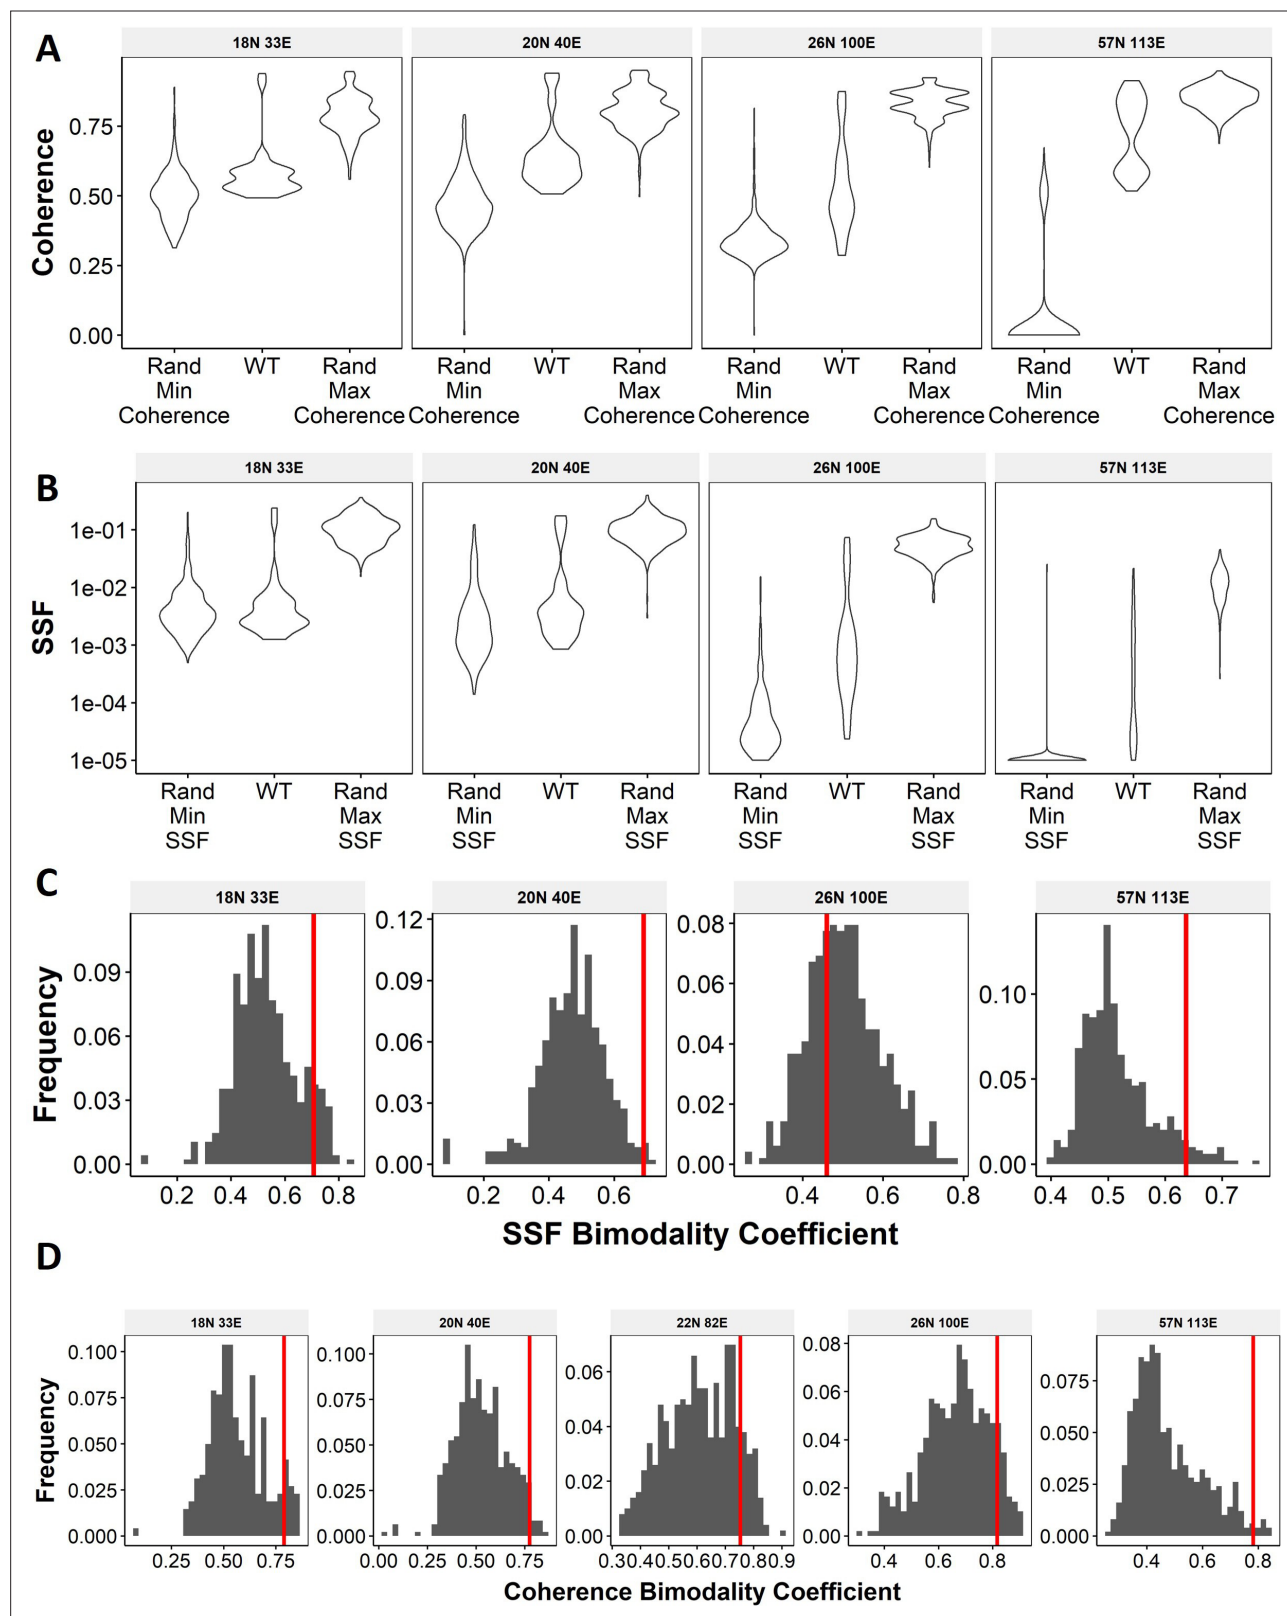 A
18N 33E 20N 40E 26N 100E 57N 113E
Coherence
0.75
0.50
0.25
0.00
Rand WT Rand Rand WT Rand Rand WT Rand Rand WT Rand
Min Max Min Max Min Max Min Max
Coherence Coherence Coherence Coherence Coherence Coherence Coherence Coherence
B
18N 33E 20N 40E 26N 100E 57N 113E
SSF
1e-01
1e-02
1e-03
1e-04
1e-05
Rand WT Rand Rand WT Rand Rand WT Rand Rand WT Rand
Min Max Min Max Min Max Min Max
SSF SSF SSF SSF SSF SSF SSF SSF
C
18N 33E 20N 40E 26N 100E 57N 113E
Frequency
0.09
0.06
0.03
0.00
0.2 0.4 0.6 0.8
0.12
0.09
0.06
0.03
0.00
0.2 0.4 0.6
0.08
0.06
0.04
0.02
0.00
0.4 0.6 0.8
0.10
0.05
0.00
0.4 0.5 0.6 0.7
SSF Bimodality Coefficient
D
18N 33E 20N 40E 22N 82E 26N 100E 57N 113E
Frequency
0.100
0.075
0.050
0.025
0.000
0.25 0.50 0.75
0.100
0.075
0.050
0.025
0.000
0.00 0.25 0.50 0.75
0.06
0.04
0.02
0.00
0.3 0.4 0.5 0.6 0.7 0.8 0.9
0.08
0.06
0.04
0.02
0.00
0.4 0.6 0.8
0.075
0.050
0.025
0.000
0.4 0.6 0.8
Coherence Bimodality Coefficient